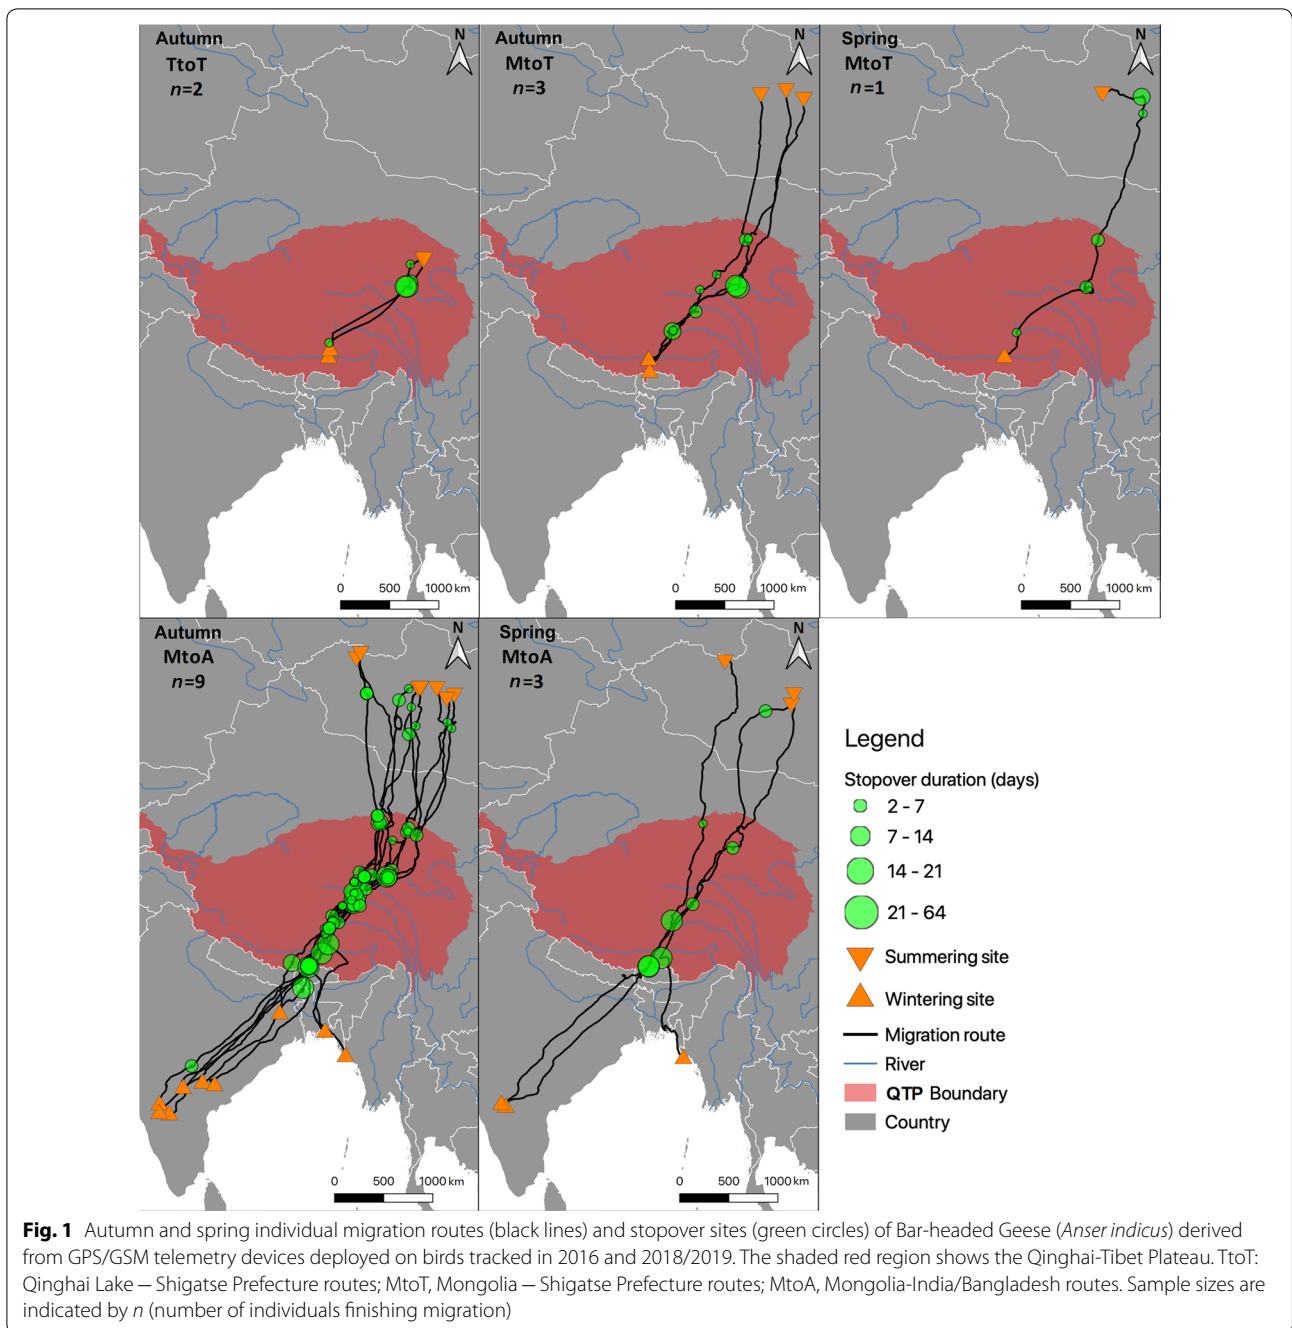 Autumn
TtoT
n=2
N
0 500 1000 km
Autumn
MtoT
n=3
N
0 500 1000 km
Spring
MtoT
n=1
N
0 500 1000 km
Autumn
MtoA
n=9
N
0 500 1000 km
Spring
MtoA
n=3
N
0 500 1000 km
Legend
Stopover duration (days)
2 - 7
7 - 14
14 - 21
21 - 64
Summering site
Wintering site
Migration route
River
QTP Boundary
Country
Fig. 1 Autumn and spring individual migration routes (black lines) and stopover sites (green circles) of Bar-headed Geese (Anser indicus) derived
from GPS/GSM telemetry devices deployed on birds tracked in 2016 and 2018/2019. The shaded red region shows the Qinghai-Tibet Plateau. TtoT:
Qinghai Lake — Shigatse Prefecture routes; MtoT, Mongolia — Shigatse Prefecture routes; MtoA, Mongolia-India/Bangladesh routes. Sample sizes are
indicated by n (number of individuals finishing migration)